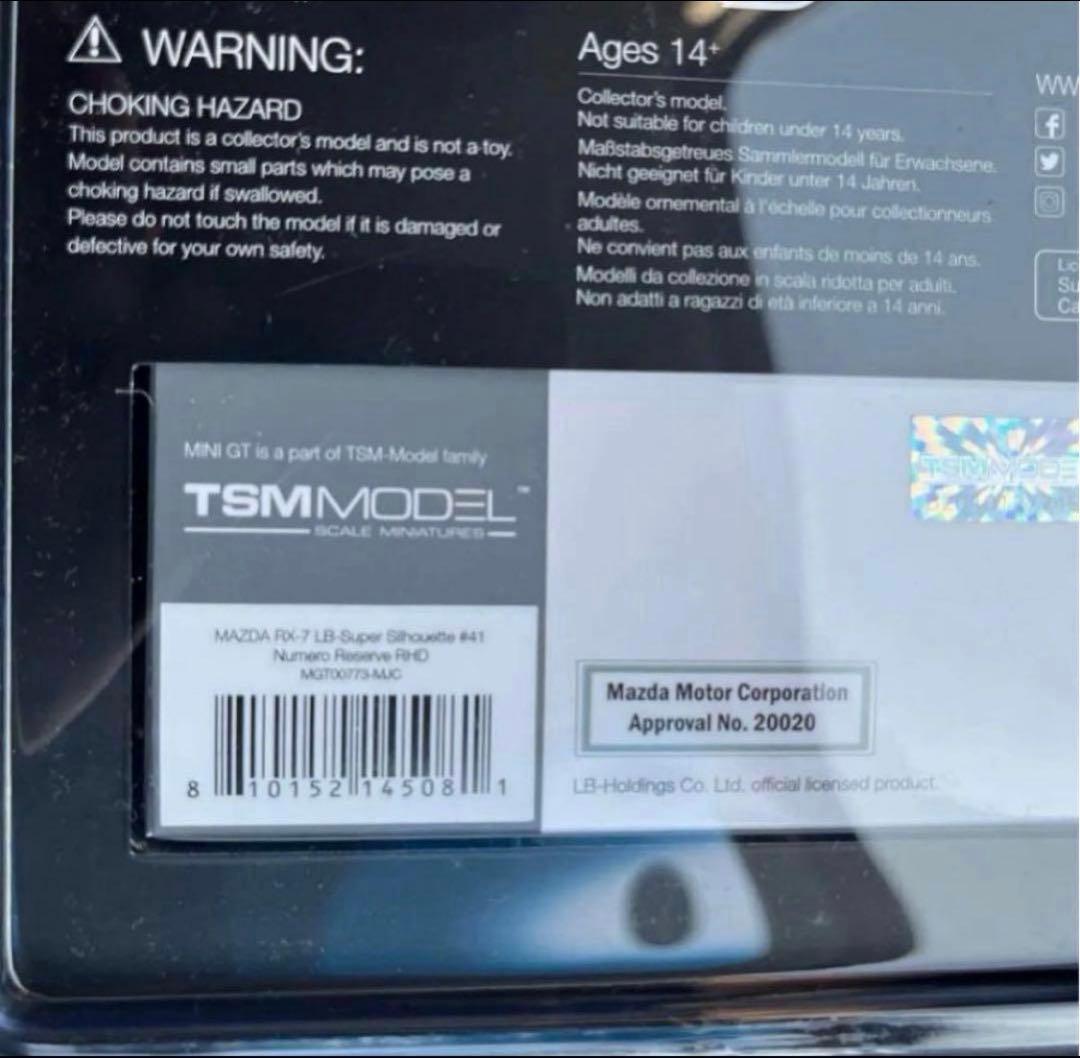 WARNING:
CHOKING HAZARD
This product is a collector's model and is not a toy.
Model contains small parts which may pose a
choking hazard if swallowed.
Please do not touch the model if it is damaged or
defective for your own safety.
Ages 14+
Collector's model.
Not suitable for children under 14 years.
Maßstabsgetreues Sammlermodell für Erwachsene.
Nicht geeignet für Kinder unter 14 Jahren.
Modèle ornemental à l'échelle pour collectionneurs
adultes.
Ne convient pas aux enfants de moins de 14 ans.
Modelli da collezione in scala ridotta per adulti.
Non adatti a ragazzi di età inferiore a 14 anni.
MINI GT is a part of TSM-Model family
TSMMODEL™
SCALE MINIATURES
MAZDA RX-7 LB-Super Silhouette #41
Numero Reserve RHD
MGT00773-MJC
8 10152 14508 1
TSMMODE
Mazda Motor Corporation
Approval No. 20020
LB-Holdings Co. Ltd. official licensed product.
WW
Su
Ca